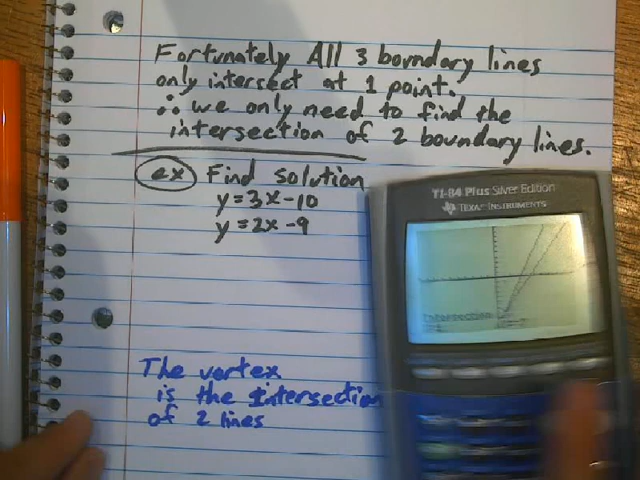 Fortunately All 3 boundary lines
only intersect at 1 point.
∴ we only need to find the
intersection of 2 boundary lines.
ex Find solution
y=3x-10
y=2x-9
TI-84 Plus Silver Edition
TEXAS INSTRUMENTS
Intersection
The vertex
is the intersection
of 2 lines